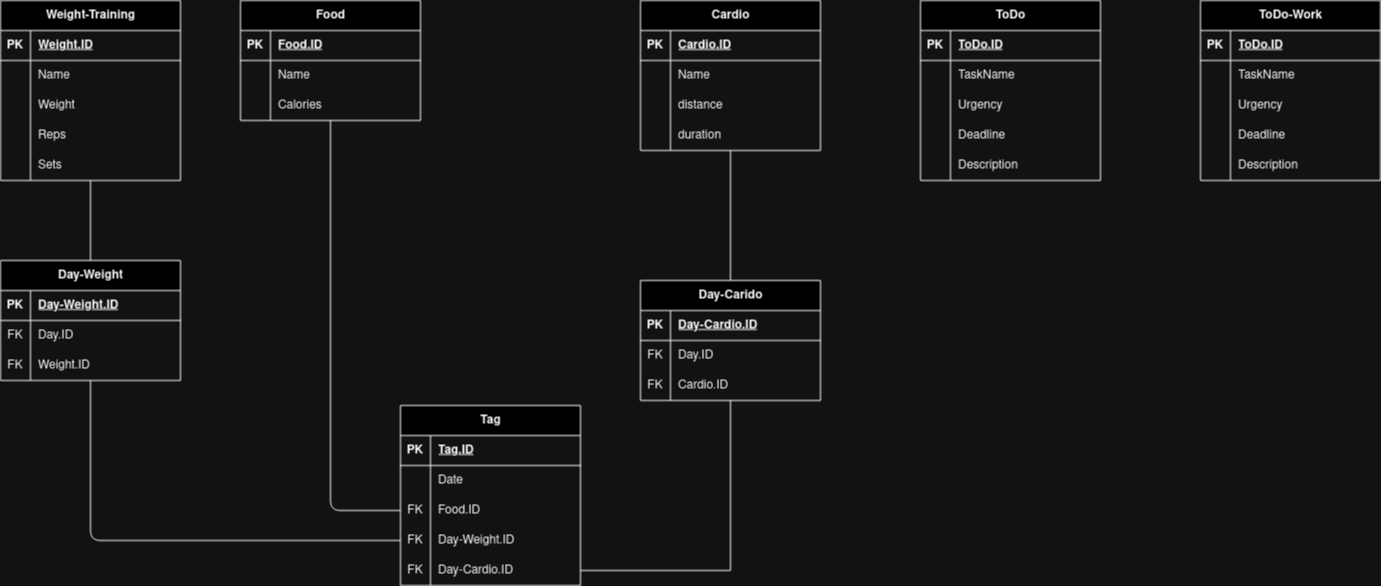 Weight-Training
PK Weight.ID
Name
Weight
Reps
Sets
Food
PK Food.ID
Name
Calories
Cardio
PK Cardio.ID
Name
distance
duration
ToDo
PK ToDo.ID
TaskName
Urgency
Deadline
Description
ToDo-Work
PK ToDo.ID
TaskName
Urgency
Deadline
Description
Day-Weight
PK Day-Weight.ID
FK Day.ID
FK Weight.ID
Day-Carido
PK Day-Cardio.ID
FK Day.ID
FK Cardio.ID
Tag
PK Tag.ID
Date
FK Food.ID
FK Day-Weight.ID
FK Day-Cardio.ID